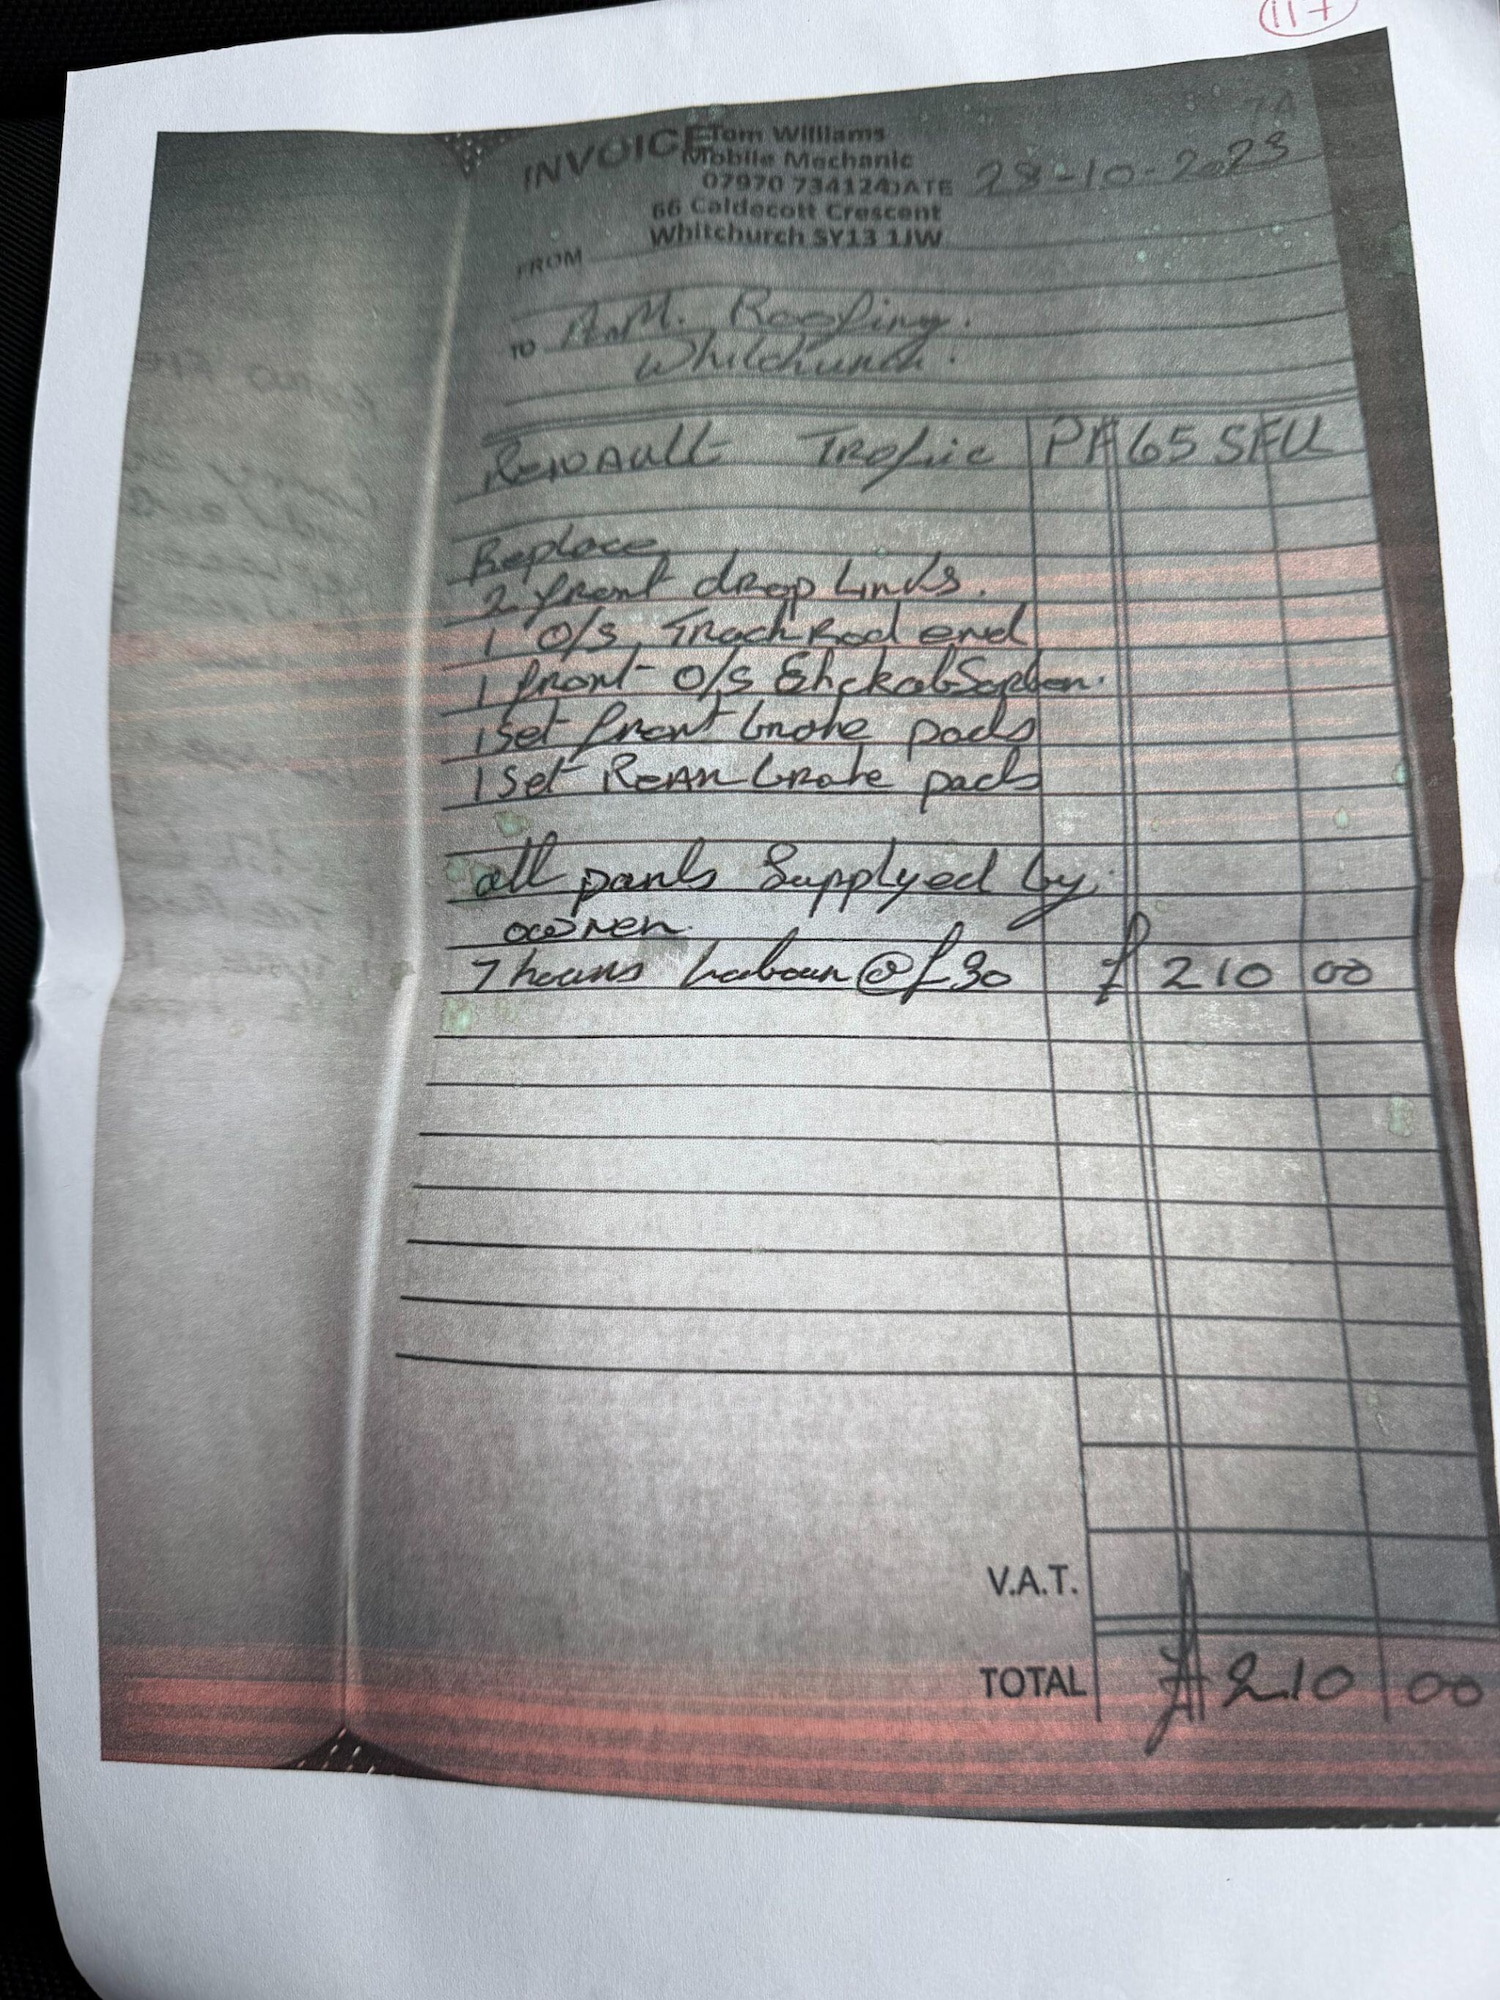 117
7A
INVOICE
Tom Williams
Mobile Mechanic
07970 734124
DATE 28-10-2023
66 Caldecott Crescent
Whitchurch SY13 1JW
FROM
TO A.M. Roofing.
Whitchurch.
Renault Trafic PF65 SFU
Replace
2 front drop links.
1 O/S Track Rod end
1 front O/S
1 Set front brake pads
1 Set Rear brake pads
all parts Supplyed by
owner
7 hours Labour @ £30 £ 210 00
V.A.T.
TOTAL £ 210 00